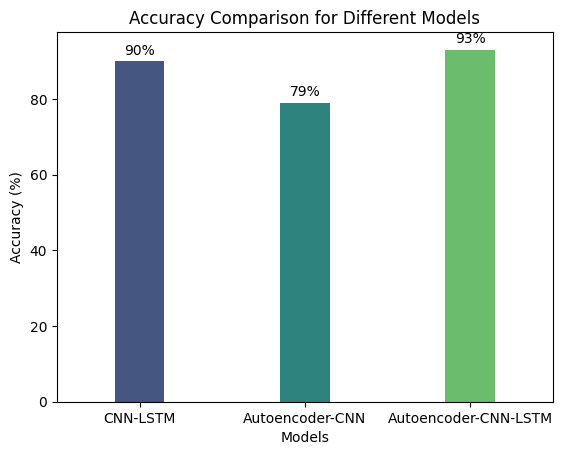 Accuracy Comparison for Different Models
93%
90%
79%
80
60
40
20
0
Accuracy (%)
CNN-LSTM
Autoencoder-CNN
Autoencoder-CNN-LSTM
Models